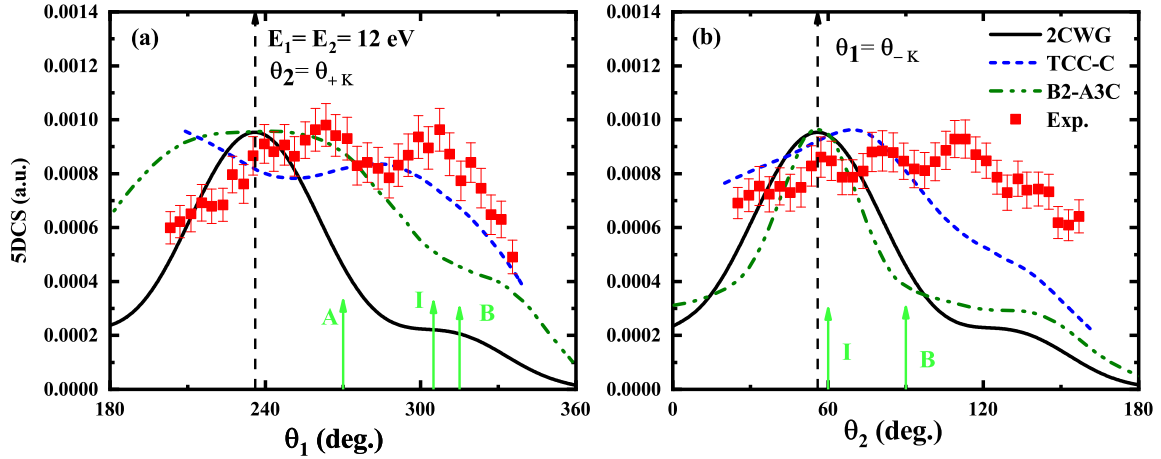 (a)
E₁= E₂= 12 eV
θ₂= θ₊ K
A
I
B
0.0014
0.0012
0.0010
0.0008
0.0006
0.0004
0.0002
0.0000
180
240
300
360
5DCS (a.u.)
θ₁ (deg.)
(b)
θ₁= θ₋ K
2CWG
TCC-C
B2-A3C
Exp.
I
B
0.0014
0.0012
0.0010
0.0008
0.0006
0.0004
0.0002
0.0000
0
60
120
180
θ₂ (deg.)